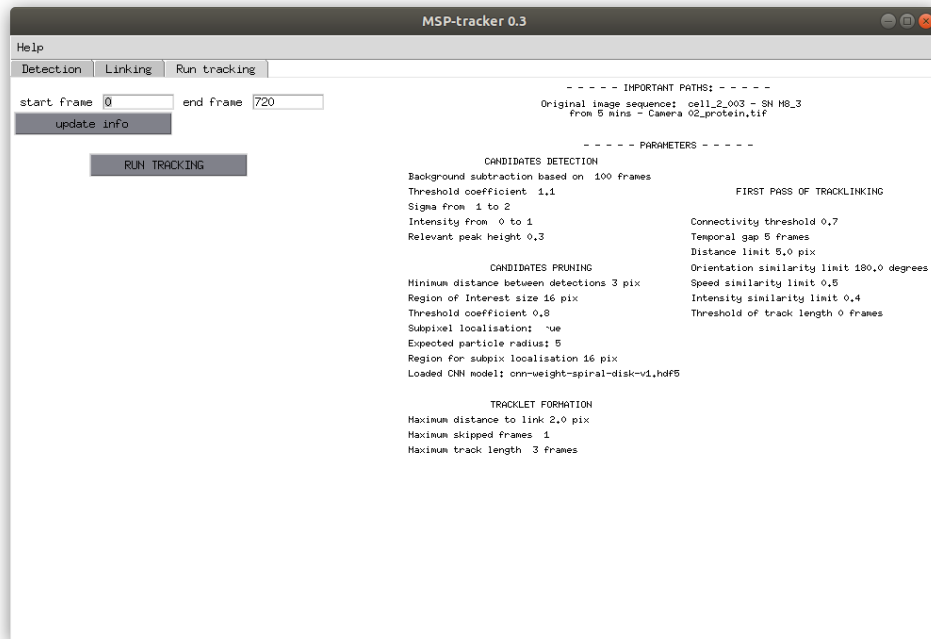 MSP-tracker 0.3
Help
Detection Linking Run tracking
start frame 0 end frame 720
update info
RUN TRACKING
- - - - - IMPORTANT PATHS: - - - - -
Original image sequence: cell_2_003 - SN M8_3
from 5 mins - Camera 02_protein.tif
- - - - - PARAMETERS - - - - -
CANDIDATES DETECTION
Background subtraction based on 100 frames
Threshold coefficient 1.1
Sigma from 1 to 2
Intensity from 0 to 1
Relevant peak height 0.3
CANDIDATES PRUNING
Minimum distance between detections 3 pix
Region of Interest size 16 pix
Threshold coefficient 0.8
Subpixel localisation:
Expected particle radius: 5
Region for subpix localisation 16 pix
Loaded CNN model: cnn-weight-spiral-disk-v1.hdf5
TRACKLET FORMATION
Maximum distance to link 2.0 pix
Maximum skipped frames 1
Maximum track length 3 frames
FIRST PASS OF TRACKLINKING
Connectivity threshold 0.7
Temporal gap 5 frames
Distance limit 5.0 pix
Orientation similarity limit 180.0 degrees
Speed similarity limit 0.5
Intensity similarity limit 0.4
Threshold of track length 0 frames